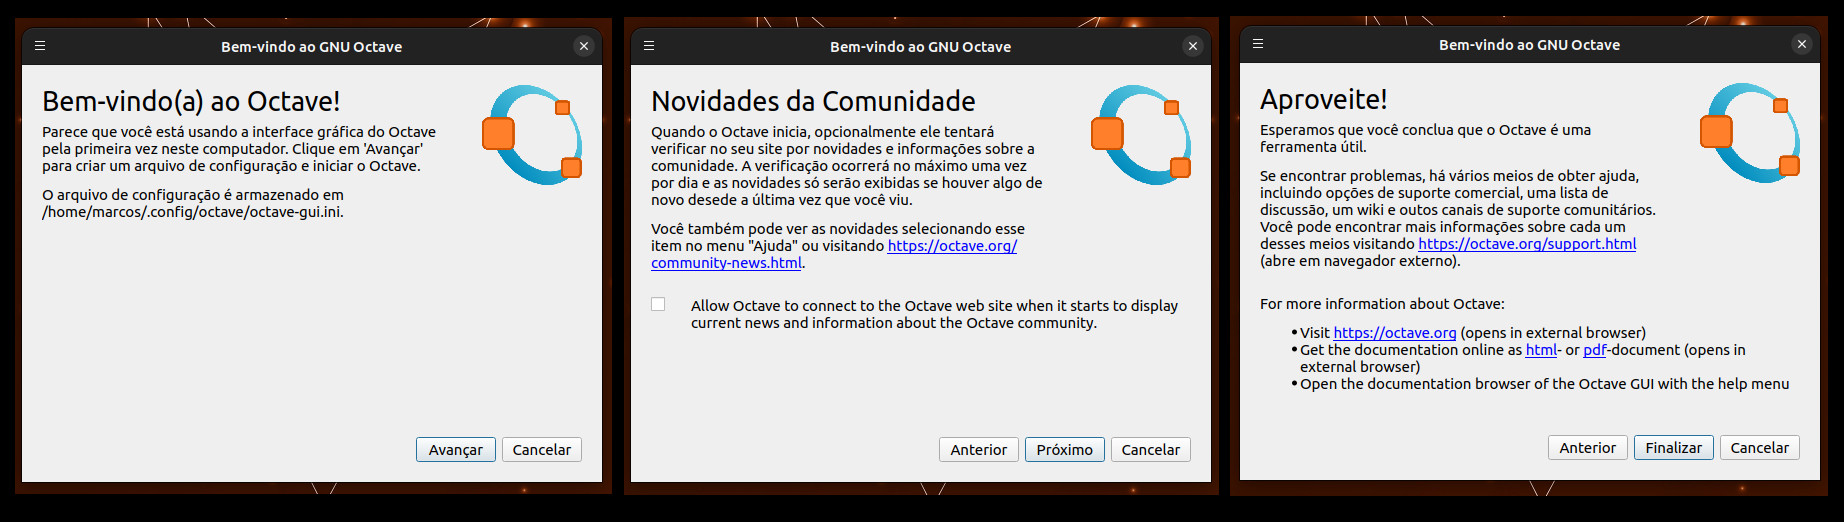 Bem-vindo ao GNU Octave
Bem-vindo(a) ao Octave!
Parece que você está usando a interface gráfica do Octave
pela primeira vez neste computador. Clique em 'Avançar'
para criar um arquivo de configuração e iniciar o Octave.
O arquivo de configuração é armazenado em
/home/marcos/.config/octave/octave-gui.ini.
Avançar
Cancelar
Bem-vindo ao GNU Octave
Novidades da Comunidade
Quando o Octave inicia, opcionalmente ele tentará
verificar no seu site por novidades e informações sobre a
comunidade. A verificação ocorrerá no máximo uma vez
por dia e as novidades só serão exibidas se houver algo de
novo desede a última vez que você viu.
Você também pode ver as novidades selecionando esse
item no menu "Ajuda" ou visitando https://octave.org/
community-news.html.
Allow Octave to connect to the Octave web site when it starts to display
current news and information about the Octave community.
Anterior
Próximo
Cancelar
Bem-vindo ao GNU Octave
Aproveite!
Esperamos que você conclua que o Octave é uma
ferramenta útil.
Se encontrar problemas, há vários meios de obter ajuda,
incluindo opções de suporte comercial, uma lista de
discussão, um wiki e outos canais de suporte comunitários.
Você pode encontrar mais informações sobre cada um
desses meios visitando https://octave.org/support.html
(abre em navegador externo).
For more information about Octave:
•Visit https://octave.org (opens in external browser)
•Get the documentation online as html- or pdf-document (opens in
external browser)
•Open the documentation browser of the Octave GUI with the help menu
Anterior
Finalizar
Cancelar